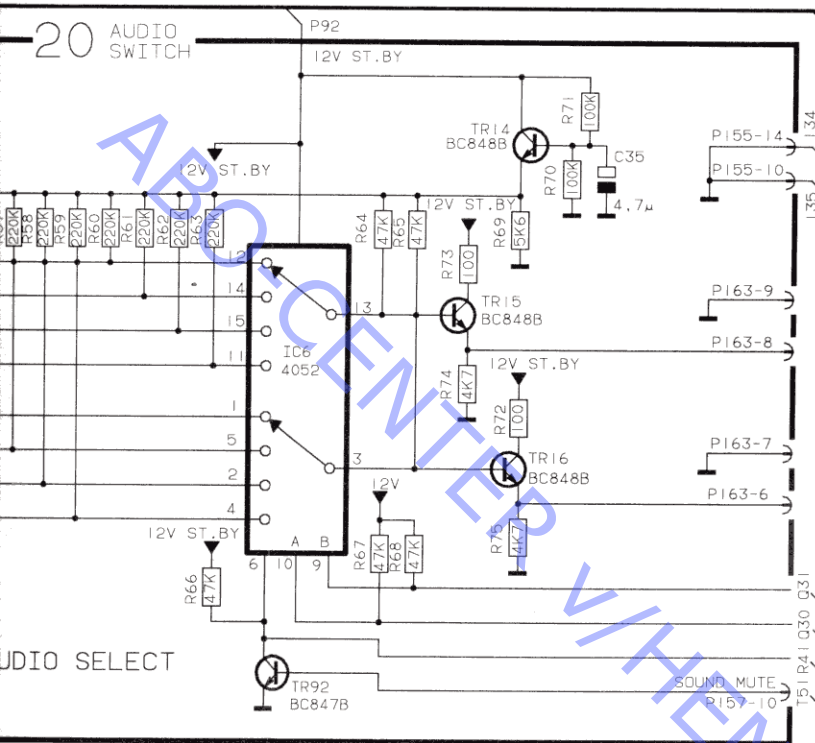 20 AUDIO SWITCH
P92
12V ST.BY
TR14
BC848B
R71
100K
R70
100K
C35
4.7µ
P155-14
134
P155-10
135
12V ST.BY
220K
R58
220K
R59
220K
R60
220K
R61
220K
R62
220K
R63
220K
R64
47K
R65
47K
12V ST.BY
R69
5K6
R73
100
12
14
15
11
1
5
2
4
13
3
IC6
4052
TR15
BC848B
P163-9
P163-8
R74
4K7
12V ST.BY
R72
100
TR16
BC848B
P163-7
P163-6
R75
4K7
12V
R67
47K
R68
47K
12V ST.BY
R66
47K
A
B
6
10
9
Q31
Q30
R41
T51
UDIO SELECT
TR92
BC847B
SOUND MUTE
P157-10
ABO-CENTER V/HEN